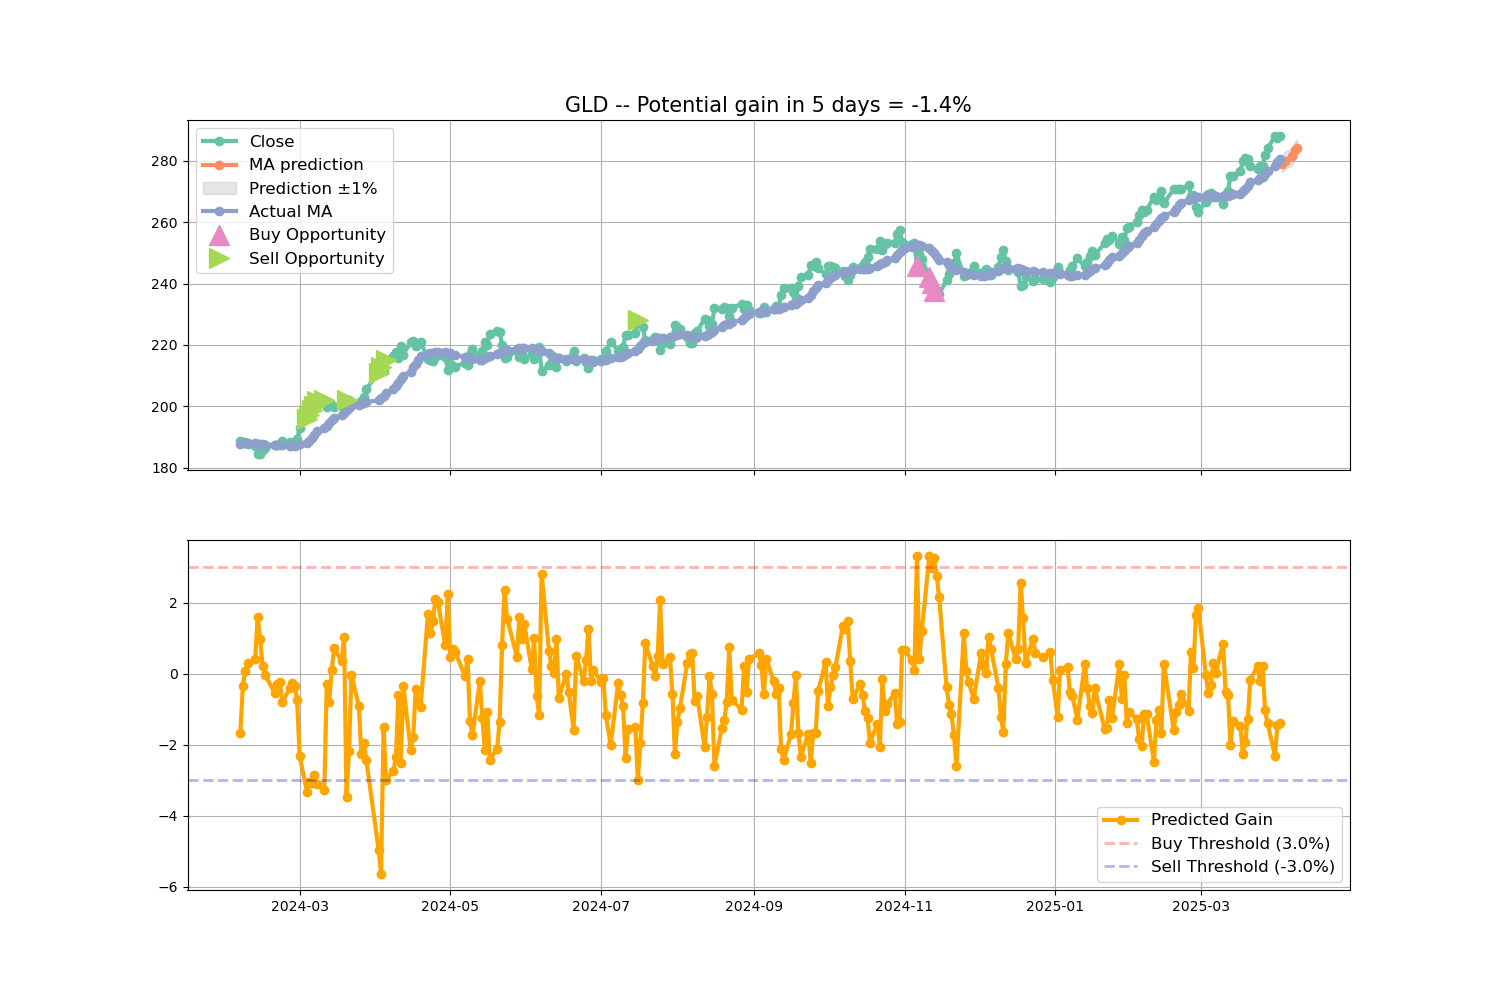 GLD -- Potential gain in 5 days = -1.4%
Close
MA prediction
Prediction ±1%
Actual MA
Buy Opportunity
Sell Opportunity
280
260
240
220
200
180
2
0
−2
−4
−6
Predicted Gain
Buy Threshold (3.0%)
Sell Threshold (-3.0%)
2024-03 2024-05 2024-07 2024-09 2024-11 2025-01 2025-03